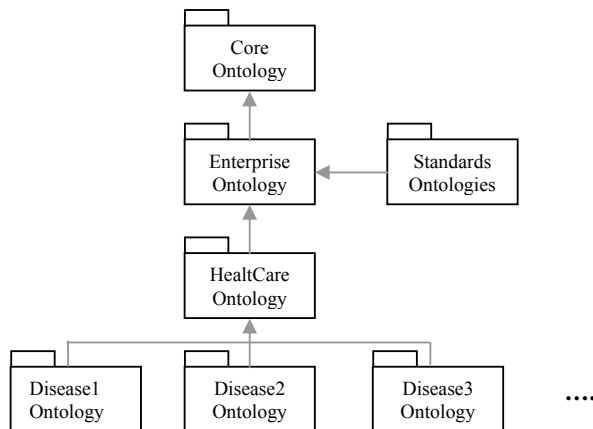 Core
Ontology
Enterprise
Ontology
Standards
Ontologies
HealtCare
Ontology
Disease1
Ontology
Disease2
Ontology
Disease3
Ontology
....